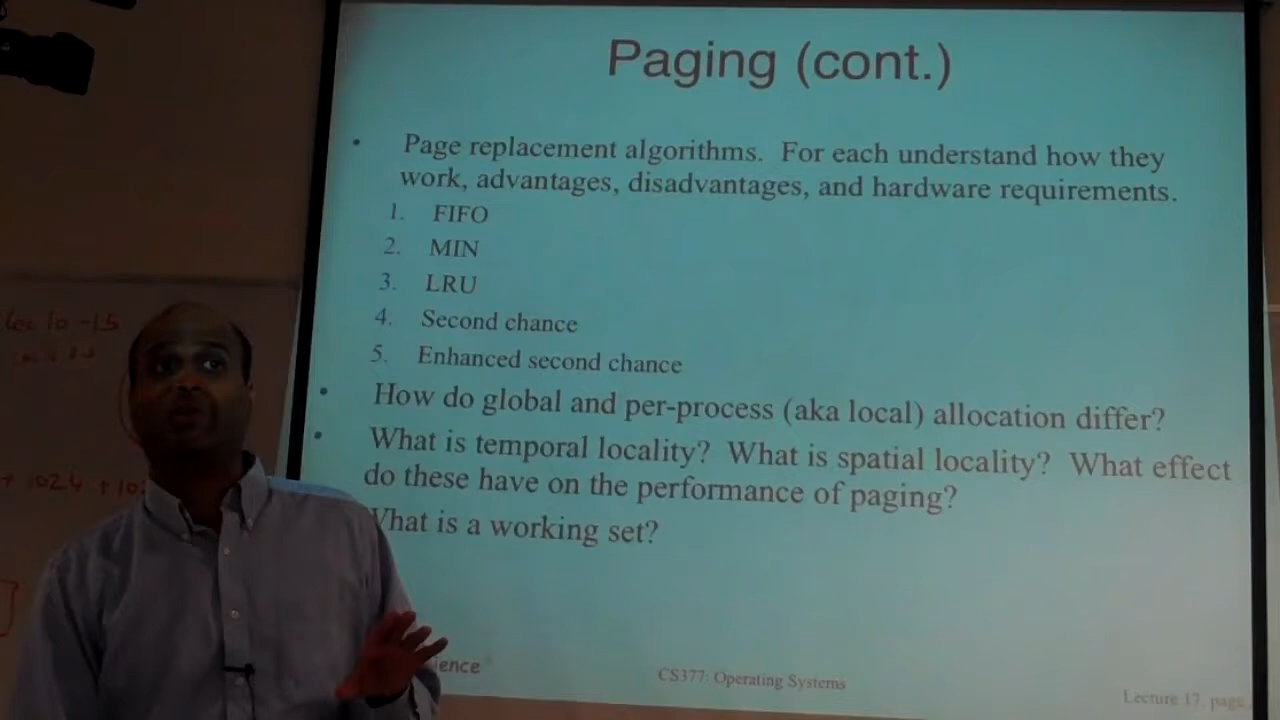 Paging (cont.)
• Page replacement algorithms. For each understand how they
work, advantages, disadvantages, and hardware requirements.
1. FIFO
2. MIN
3. LRU
4. Second chance
5. Enhanced second chance
• How do global and per-process (aka local) allocation differ?
• What is temporal locality? What is spatial locality? What effect
do these have on the performance of paging?
What is a working set?
CS377: Operating Systems
Lecture 17, page
+ 1024 +